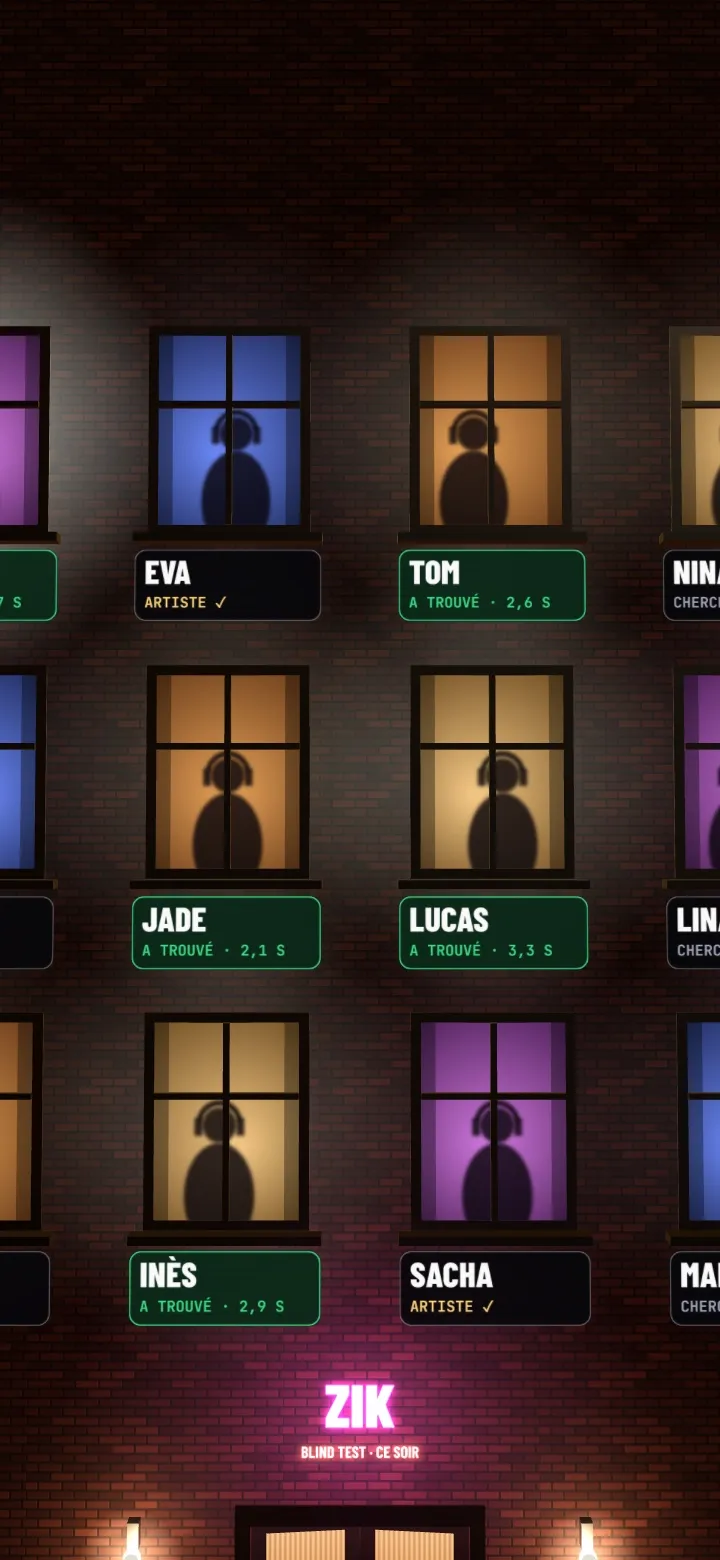 EVA
ARTISTE ✓
TOM
A TROUVÉ · 2,6 S
7 S
JADE
A TROUVÉ · 2,1 S
LUCAS
A TROUVÉ · 3,3 S
INÈS
A TROUVÉ · 2,9 S
SACHA
ARTISTE ✓
ZIK
BLIND TEST · CE SOIR